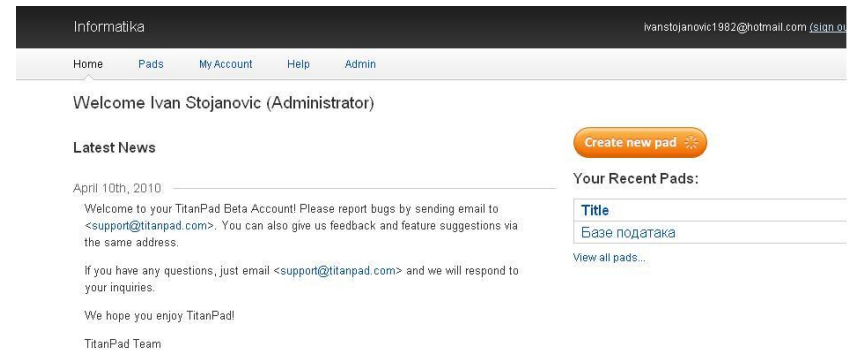 Informatika
ivanstojanovic1982@hotmail.com (sign ou
Home Pads My Account Help Admin
Welcome Ivan Stojanovic (Administrator)
Latest News
April 10th, 2010
Welcome to your TitanPad Beta Account! Please report bugs by sending email to
<support@titanpad.com>. You can also give us feedback and feature suggestions via
the same address.
If you have any questions, just email <support@titanpad.com> and we will respond to
your inquiries.
We hope you enjoy TitanPad!
TitanPad Team
Create new pad
Your Recent Pads:
Title
Базе података
View all pads...